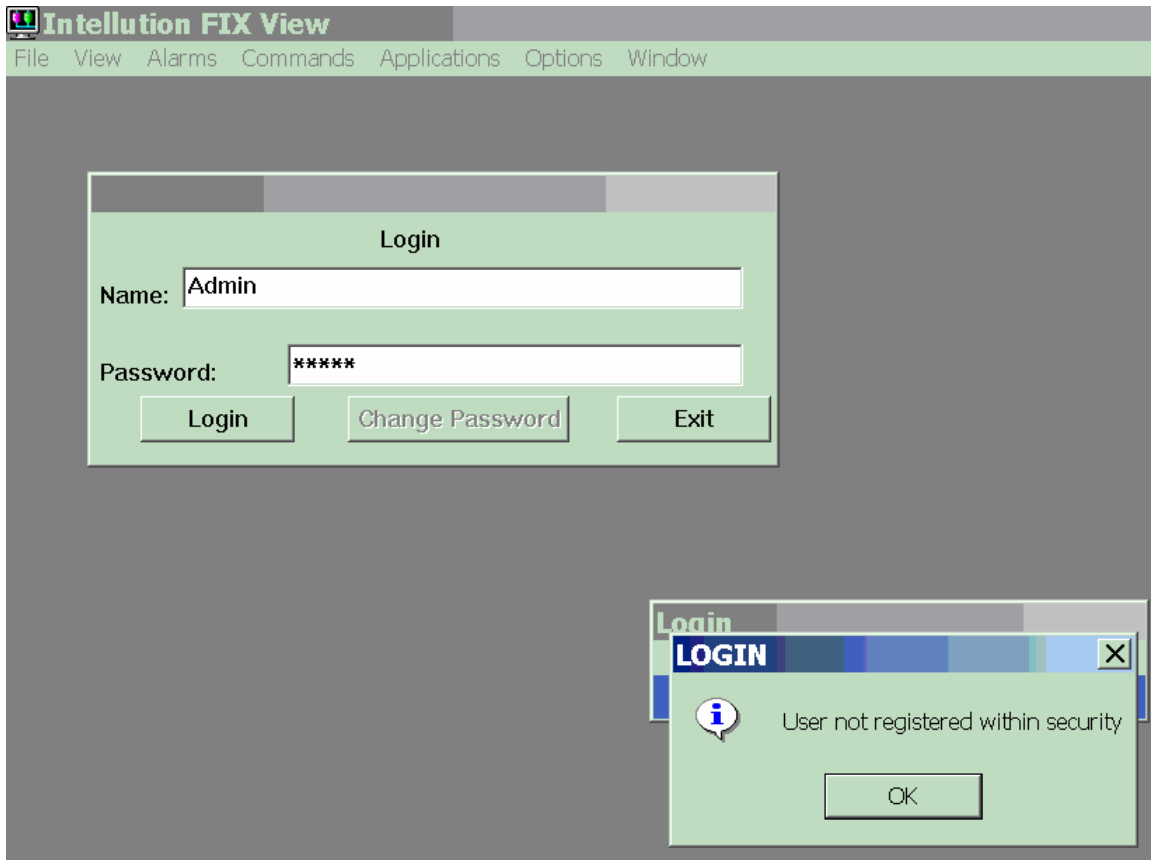 Intellution FIX View
File View Alarms Commands Applications Options Window
Login
Name: Admin
Password: *****
Login Change Password Exit
Login
LOGIN
User not registered within security
OK